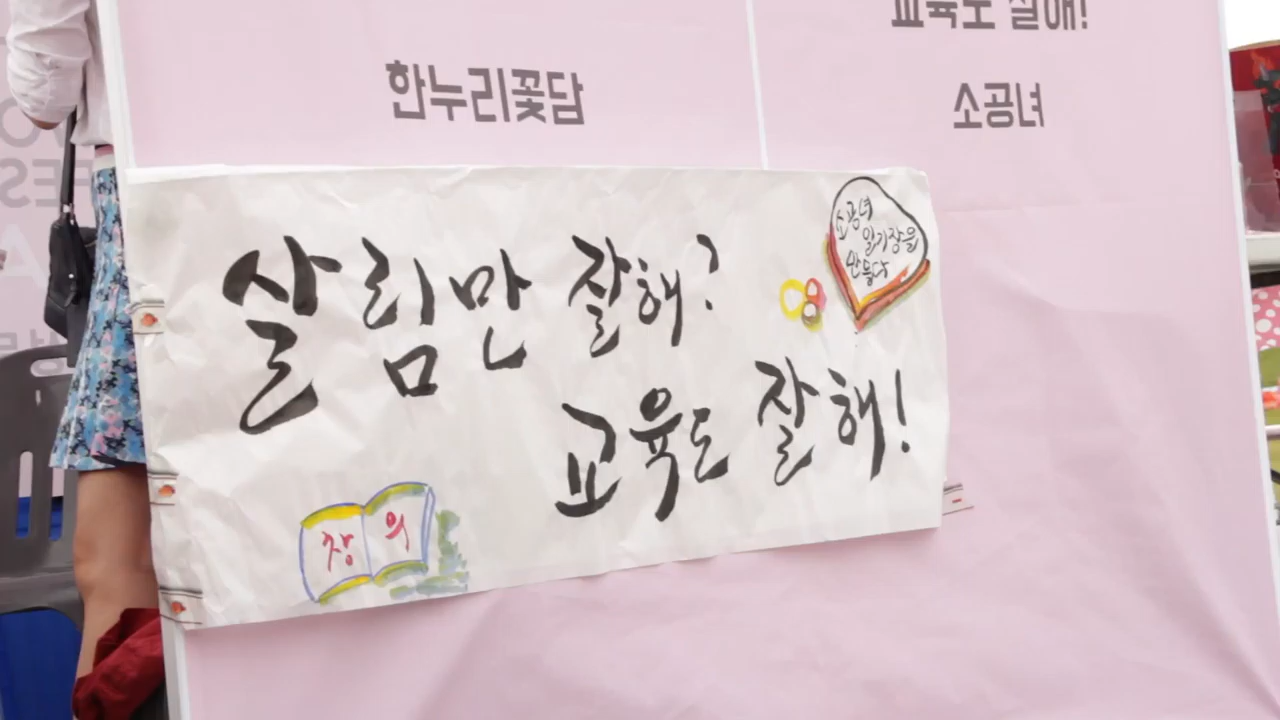 교육도 잘해!
한누리꽃담
소공녀
살림만 잘해?
교육도 잘해!
소공녀
일기장을
만들다
창의